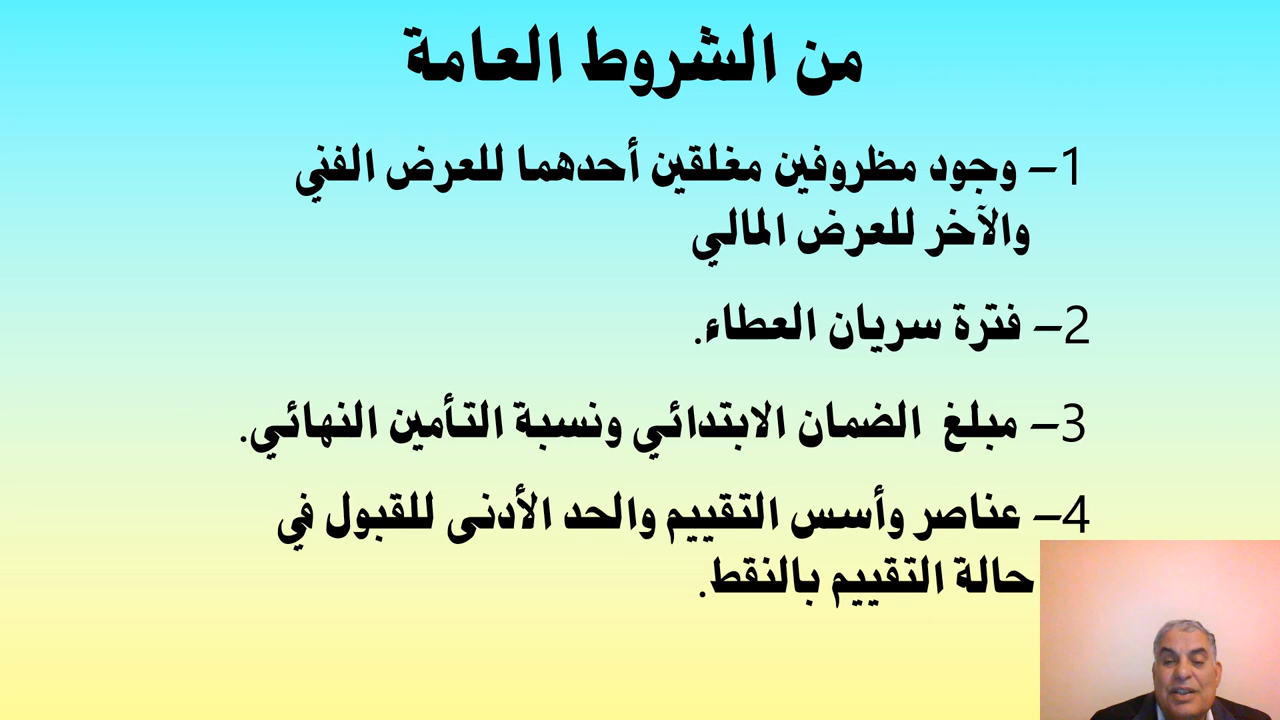 من الشروط العامة
1– وجود مظروفين مغلقين أحدهما للعرض الفني
والآخر للعرض المالي
2– فترة سريان العطاء.
3– مبلغ الضمان الابتدائي ونسبة التأمين النهائي.
4– عناصر وأسس التقييم والحد الأدنى للقبول في
حالة التقييم بالنقط.